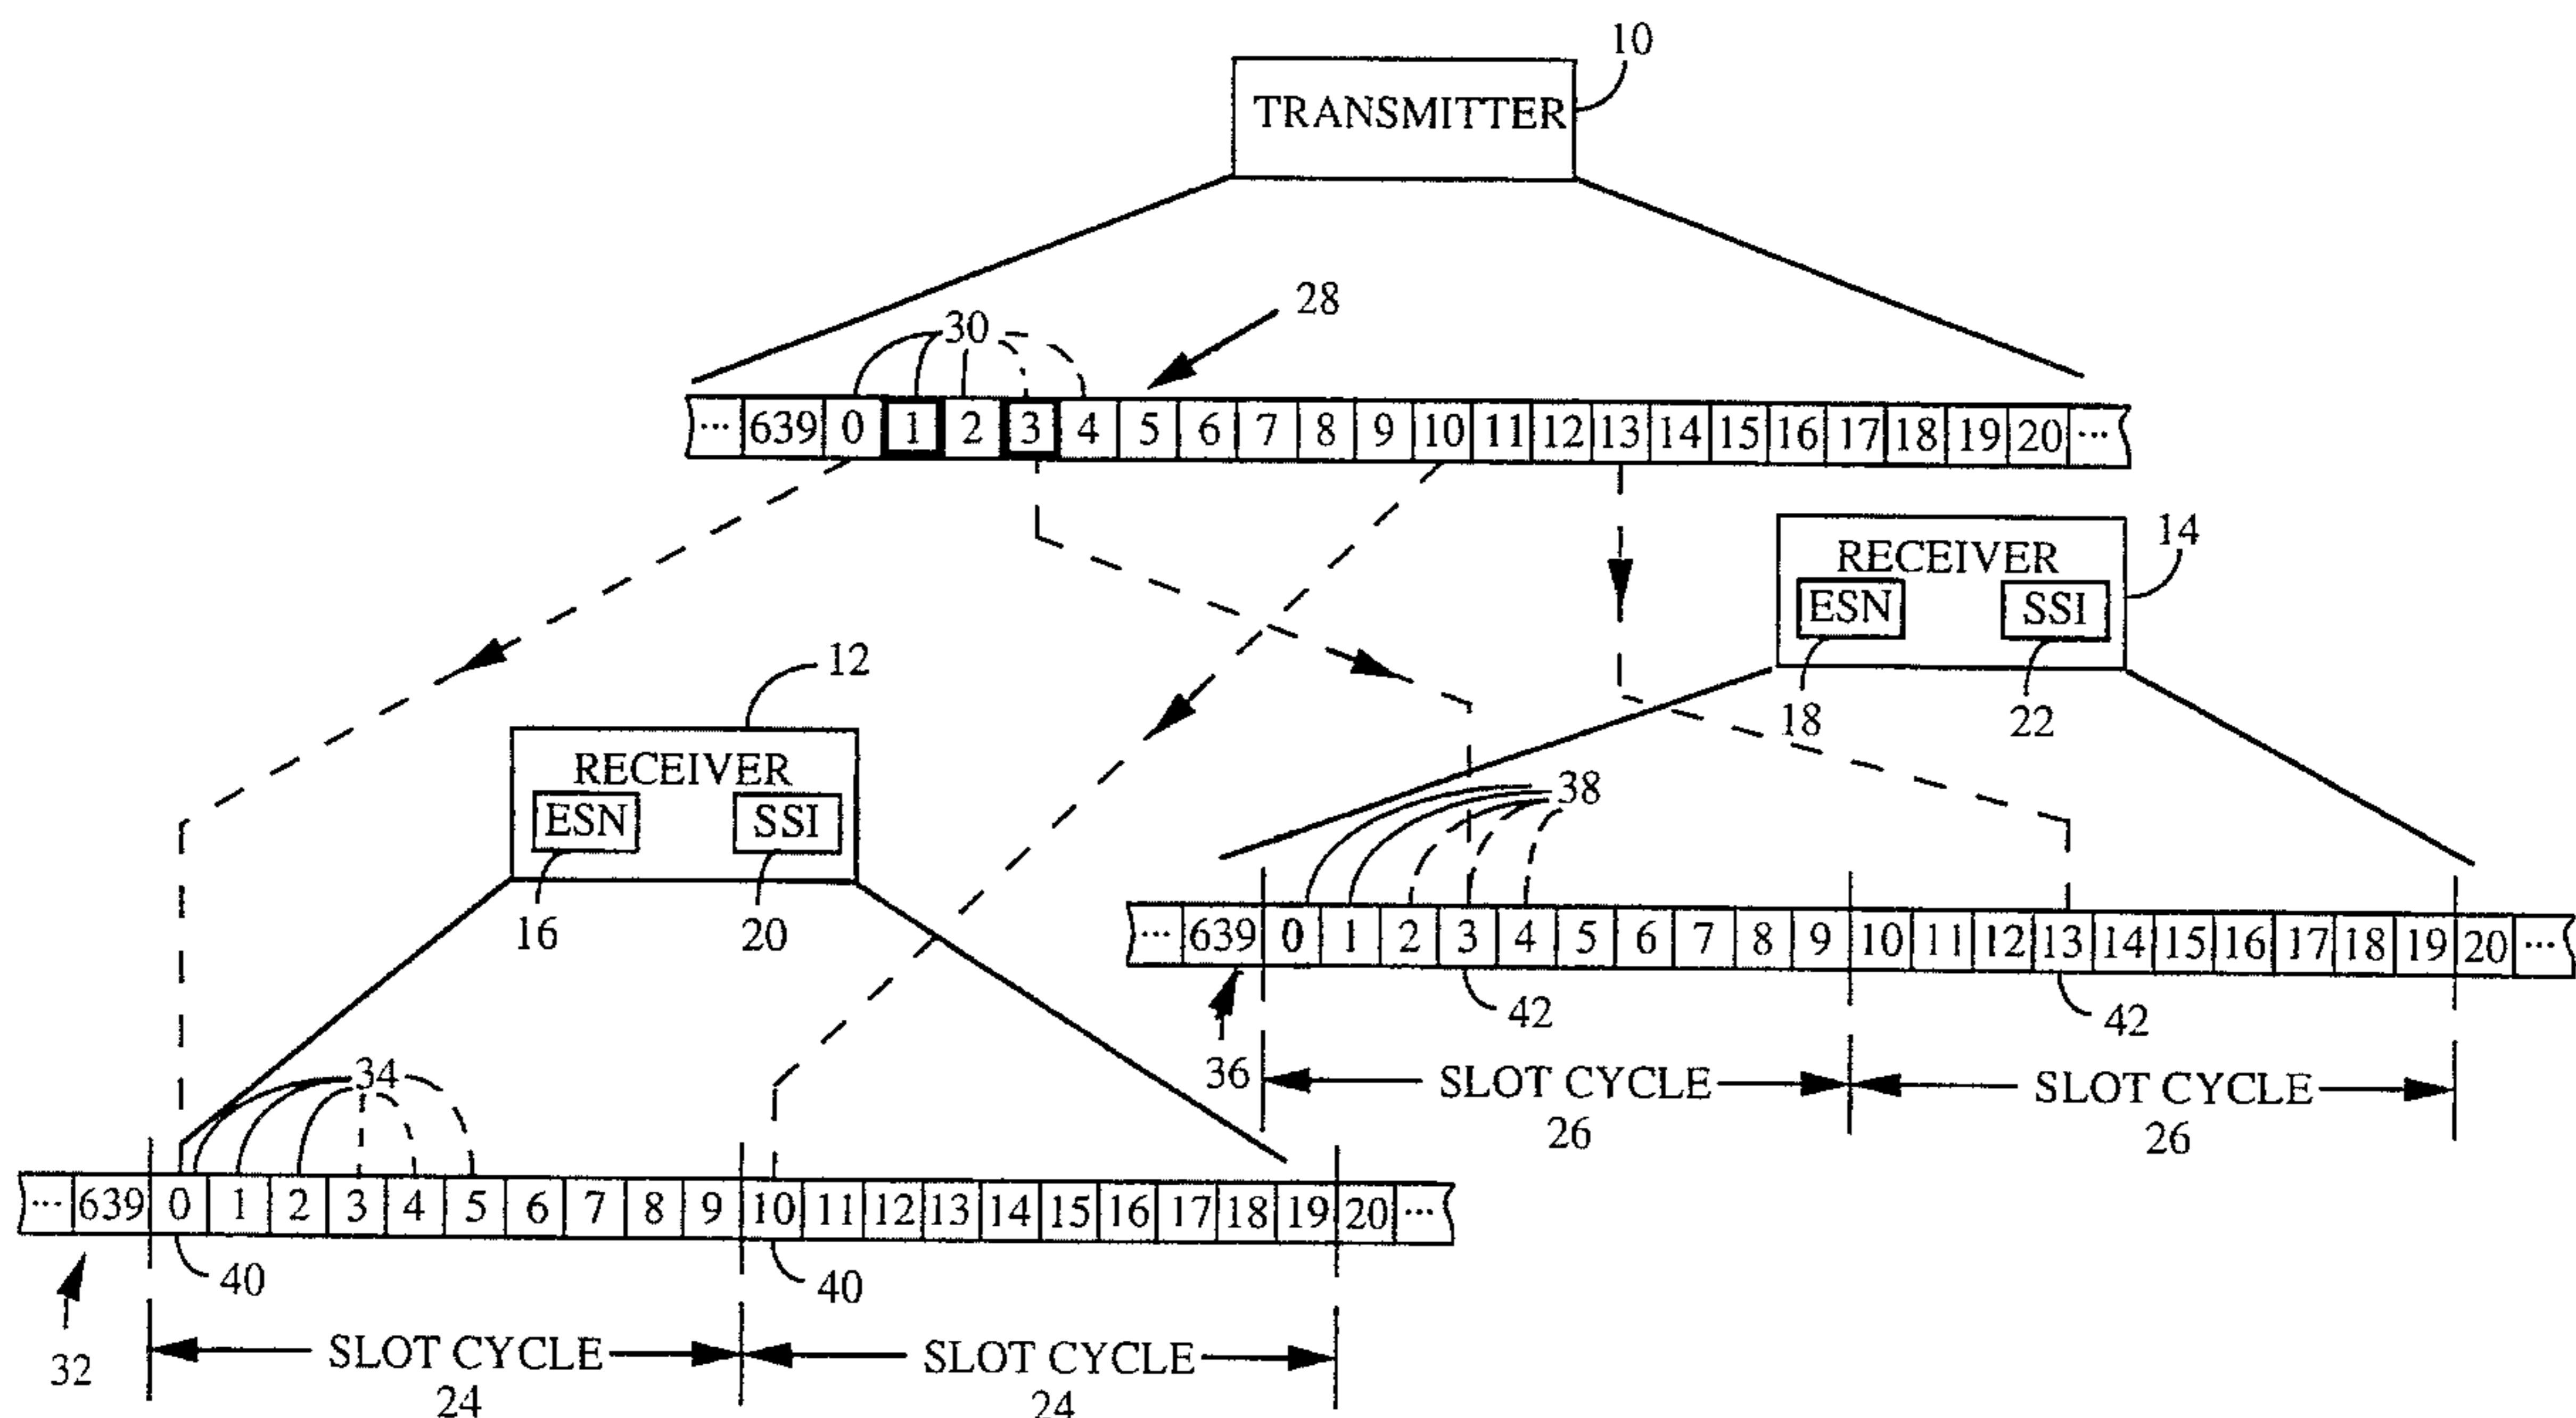 10
TRANSMITTER
28
30
... 639 0 1 2 3 4 5 6 7 8 9 10 11 12 13 14 15 16 17 18 19 20 ...
14
RECEIVER
ESN SSI
18 22
12
RECEIVER
ESN SSI
16 20
38
... 639 0 1 2 3 4 5 6 7 8 9 10 11 12 13 14 15 16 17 18 19 20 ...
42 42
36
SLOT CYCLE SLOT CYCLE
26 26
34
... 639 0 1 2 3 4 5 6 7 8 9 10 11 12 13 14 15 16 17 18 19 20 ...
40 40
32
SLOT CYCLE SLOT CYCLE
24 24